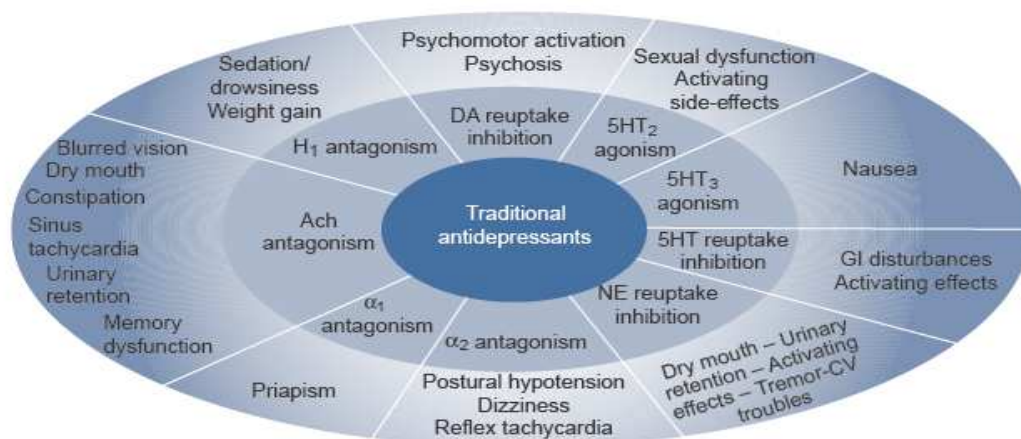 Psychomotor activation
Psychosis
Sexual dysfunction
Activating
side-effects
Sedation/
drowsiness
Weight gain
DA reuptake
inhibition
5HT₂
agonism
H₁ antagonism
Blurred vision
Dry mouth
Constipation
Sinus
tachycardia
Urinary
retention
Memory
dysfunction
Ach
antagonism
Traditional
antidepressants
5HT₃
agonism
Nausea
5HT reuptake
inhibition
GI disturbances
Activating effects
NE reuptake
inhibition
α₁
antagonism
α₂ antagonism
Priapism
Postural hypotension
Dizziness
Reflex tachycardia
Dry mouth – Urinary
retention – Activating
effects – Tremor-CV
troubles